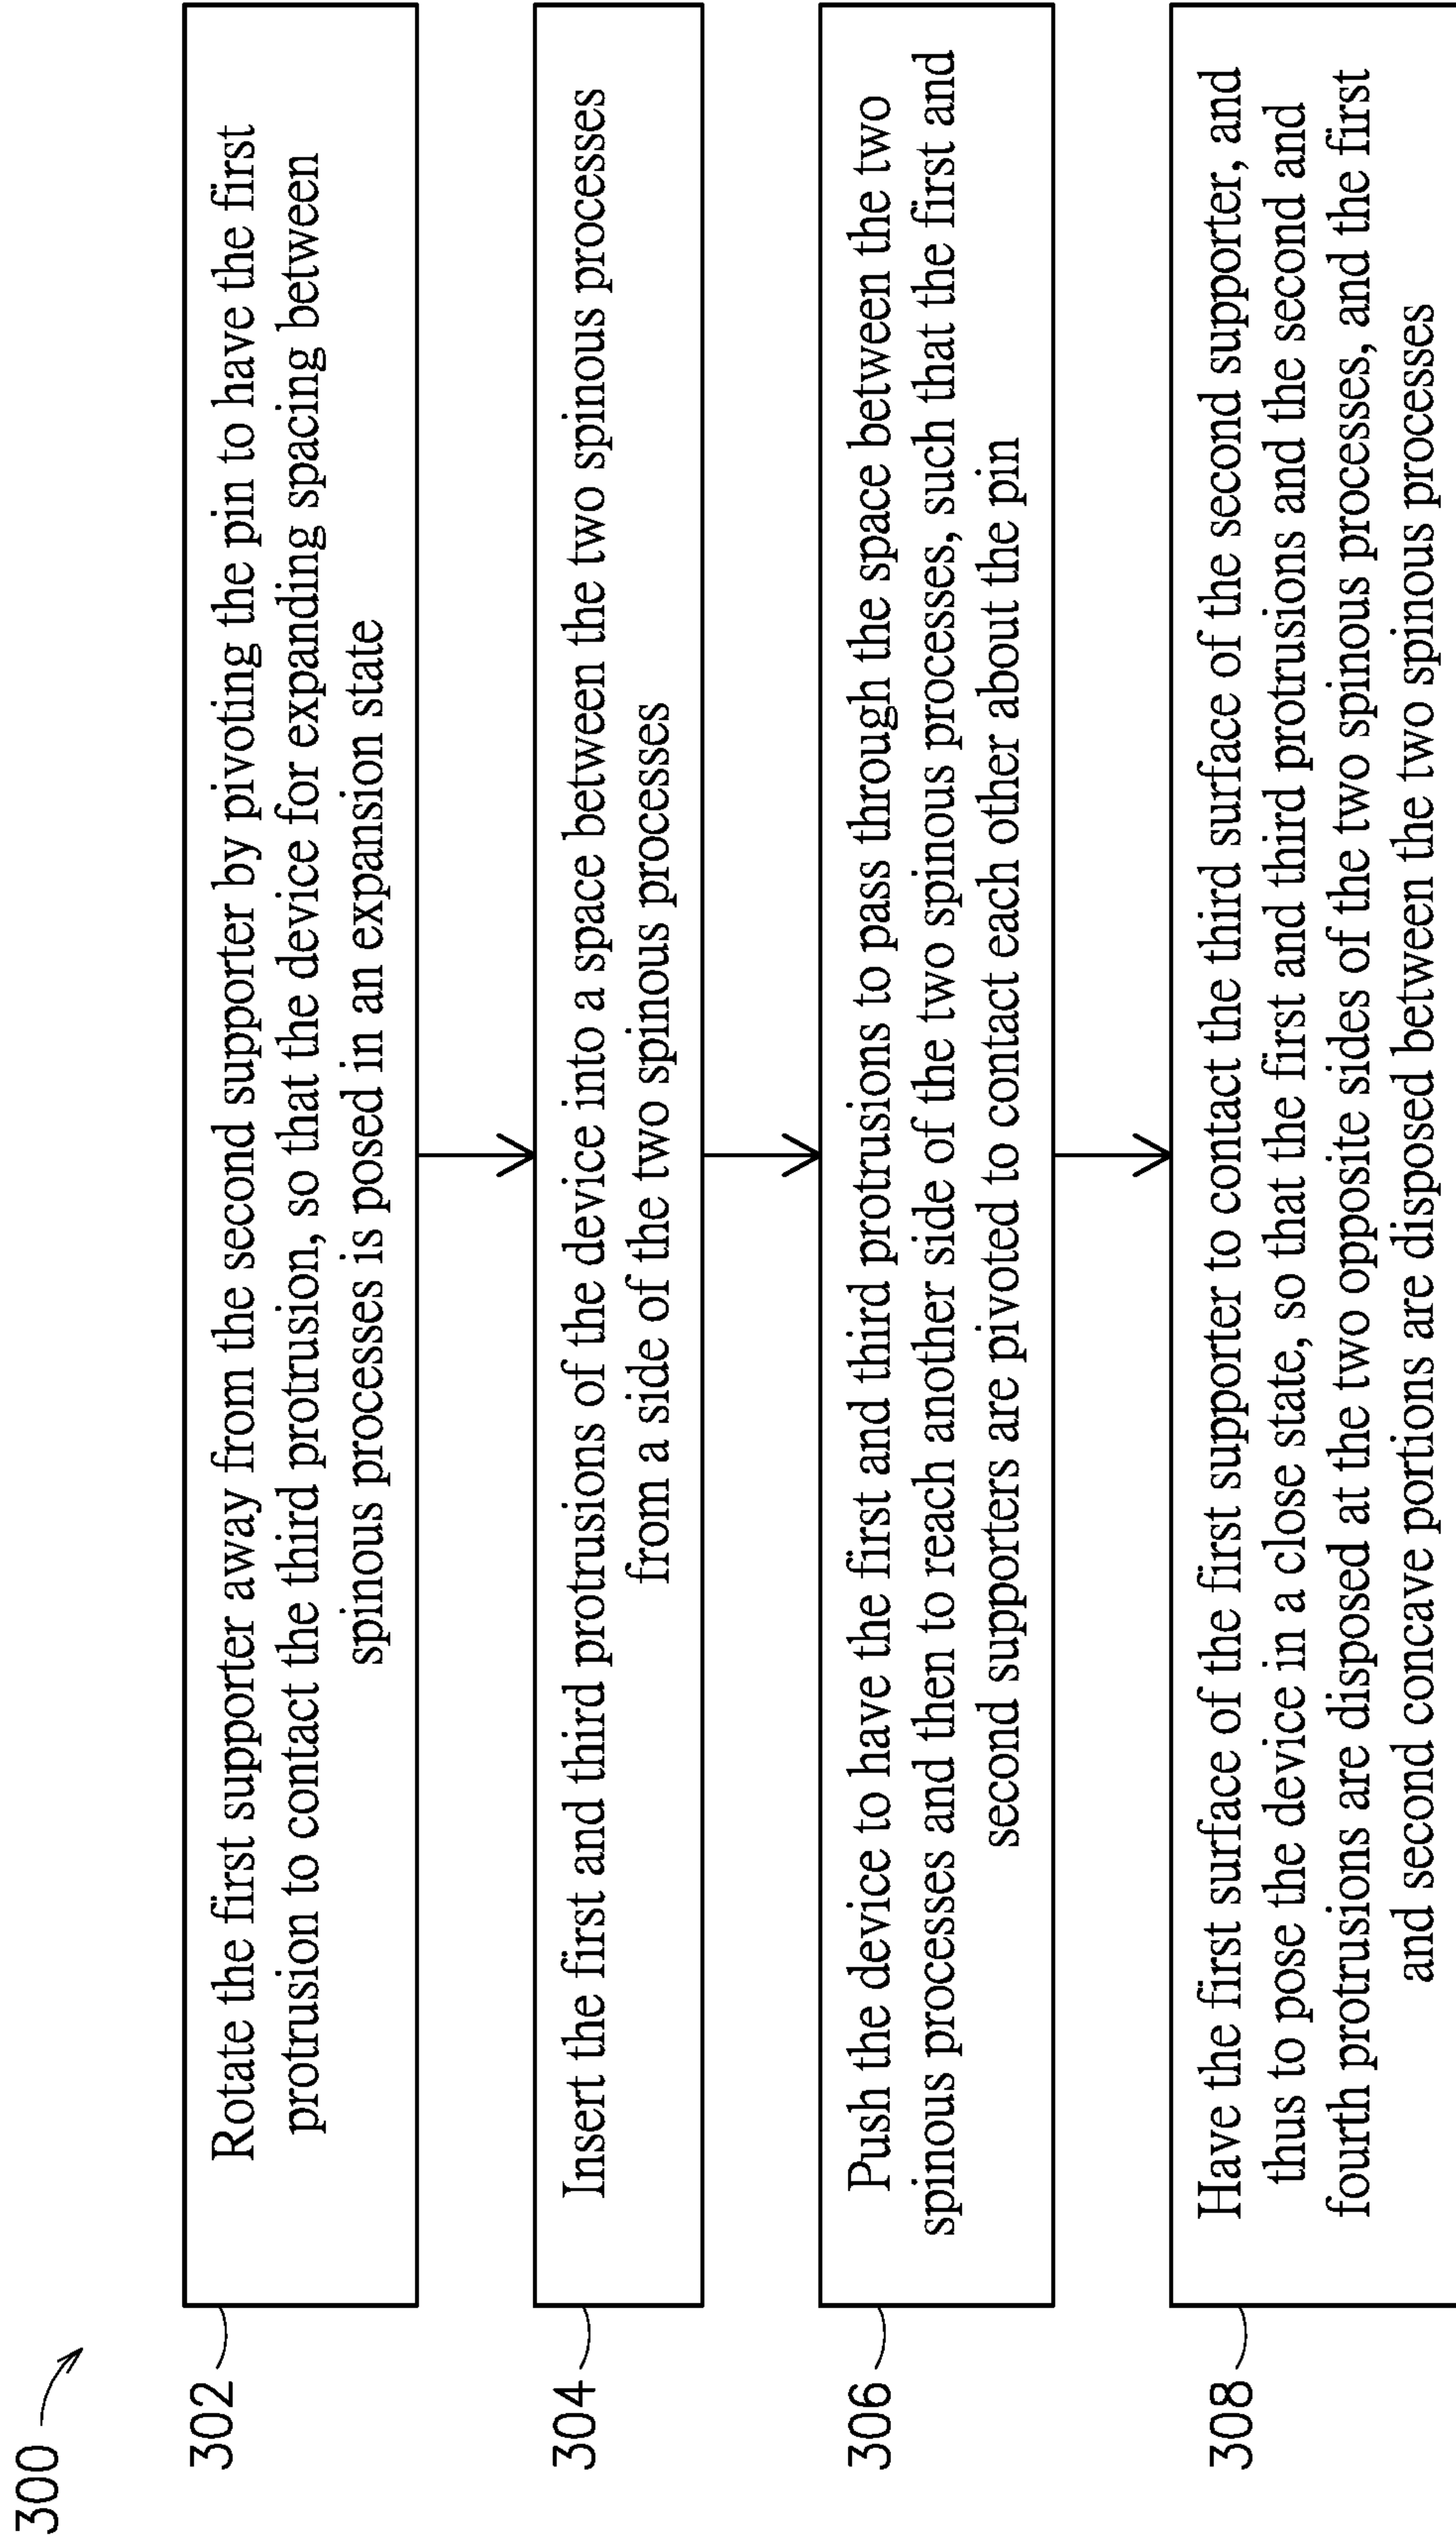 300
302
Rotate the first supporter away from the second supporter by pivoting the pin to have the first
protrusion to contact the third protrusion, so that the device for expanding spacing between
spinous processes is posed in an expansion state
304
Insert the first and third protrusions of the device into a space between the two spinous processes
from a side of the two spinous processes
306
Push the device to have the first and third protrusions to pass through the space between the two
spinous processes and then to reach another side of the two spinous processes, such that the first and
second supporters are pivoted to contact each other about the pin
308
Have the first surface of the first supporter to contact the third surface of the second supporter, and
thus to pose the device in a close state, so that the first and third protrusions and the second and
fourth protrusions are disposed at the two opposite sides of the two spinous processes, and the first
and second concave portions are disposed between the two spinous processes